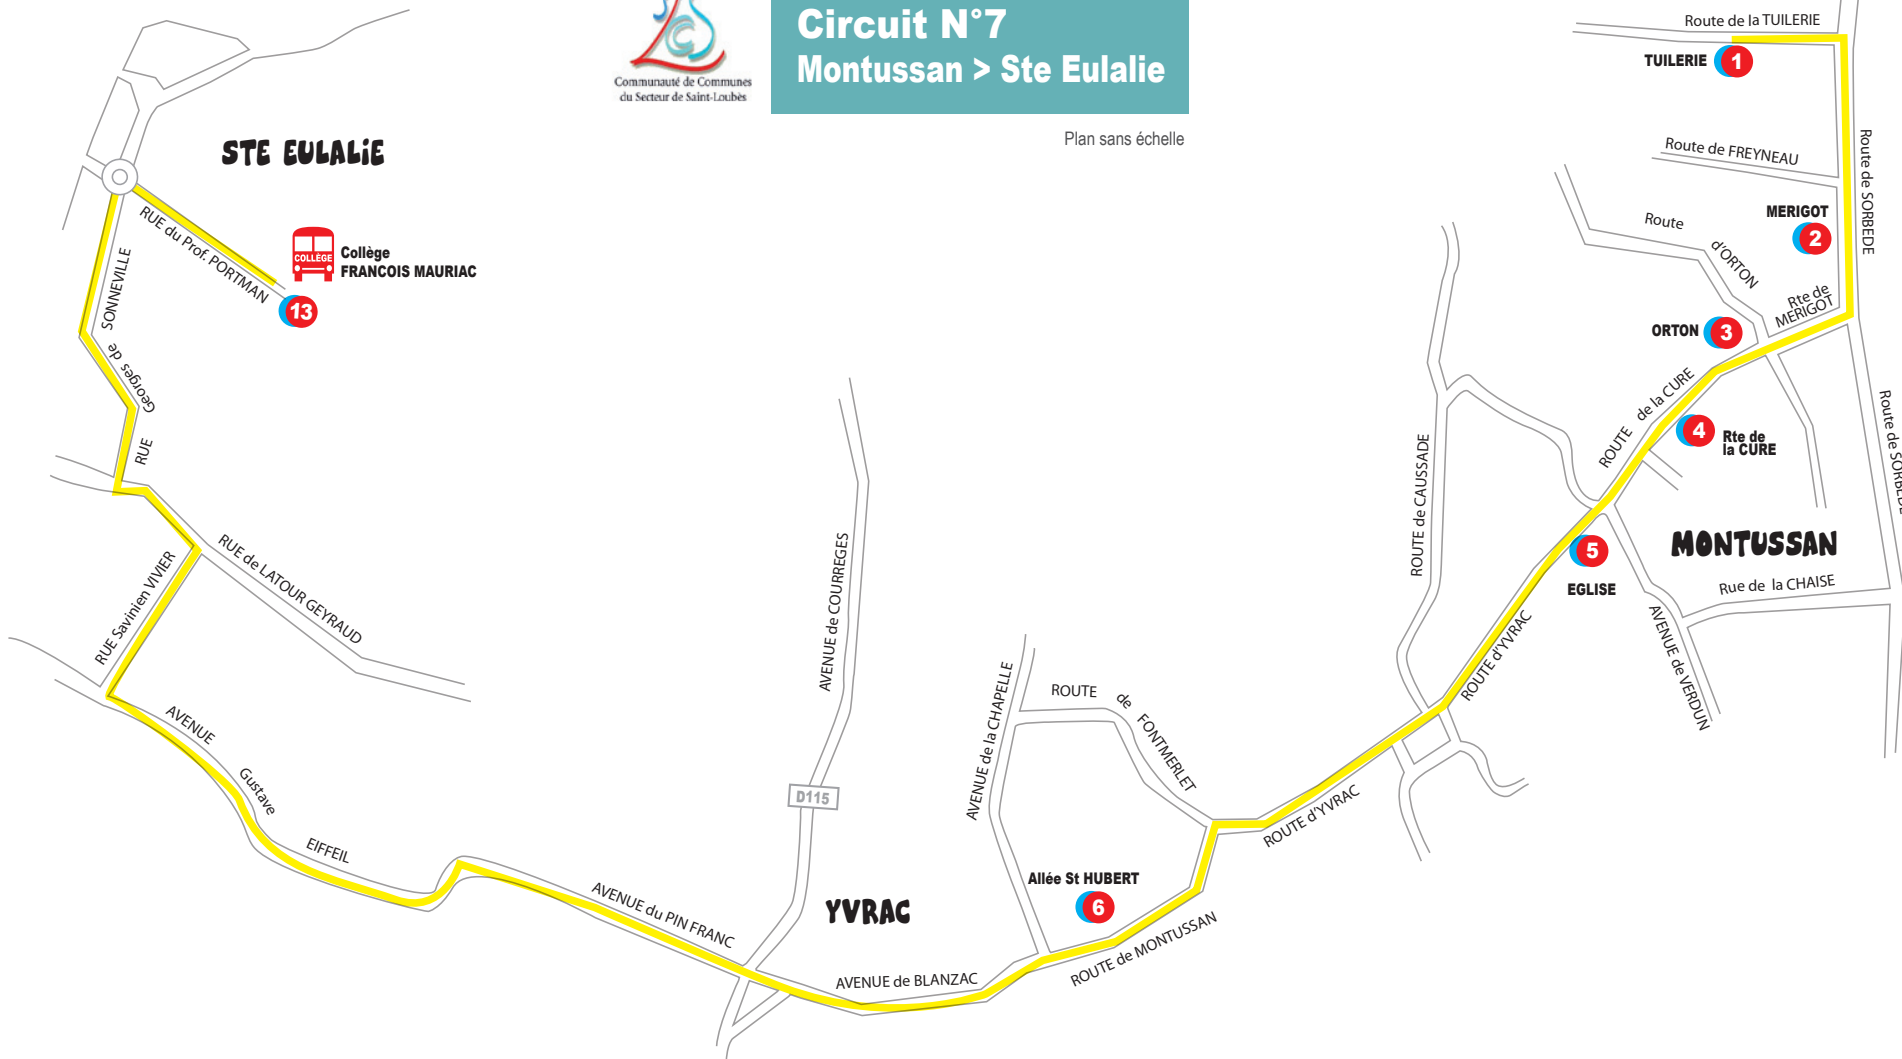 Circuit N°7
Montussan > Ste Eulalie
Communauté de Communes
du Secteur de Saint-Loubès
Plan sans échelle
Route de la TUILERIE
TUILERIE
1
Route de SORBEDE
Route de FREYNEAU
MERIGOT
2
Route
d'ORTON
Rte de
MERIGOT
ORTON
3
STE EULALiE
RUE du Prof. PORTMAN
COLLÈGE
Collège
FRANCOIS MAURIAC
13
SONNEVILLE
Georges de
RUE
ROUTE
de la CURE
4
Rte de
la CURE
Route de SORBEDE
ROUTE de CAUSSADE
MONTUSSAN
5
EGLISE
Rue de la CHAISE
AVENUE de VERDUN
ROUTE d'YVRAC
RUE de LATOUR GEYRAUD
RUE Savinien VIVIER
AVENUE de COURREGES
AVENUE
Gustave
EIFFEIL
D115
AVENUE de la CHAPELLE
ROUTE
de
FONTMERLET
ROUTE d'YVRAC
Allée St HUBERT
6
YVRAC
AVENUE du PIN FRANC
AVENUE de BLANZAC
ROUTE de MONTUSSAN